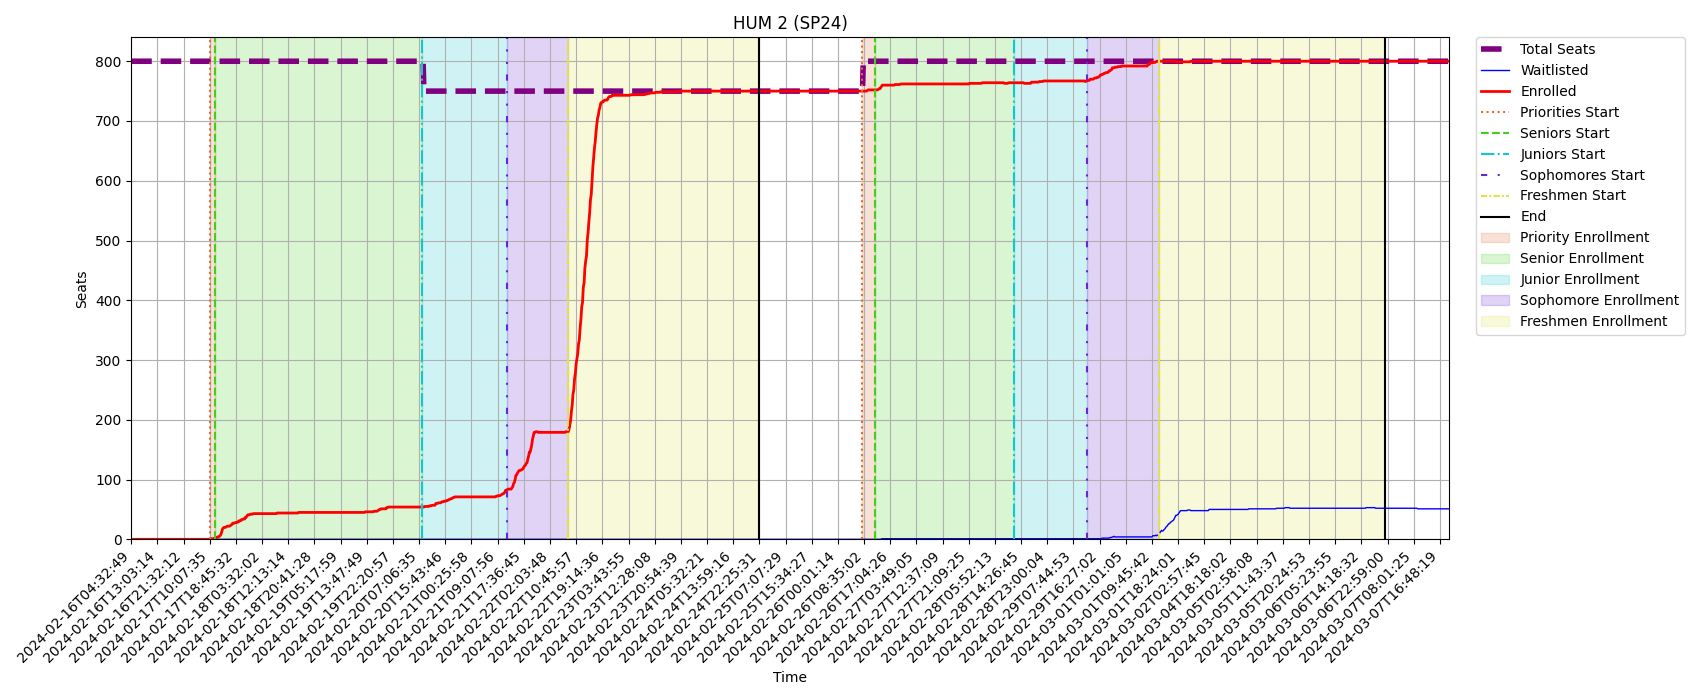 HUM 2 (SP24)
Seats
800
700
600
500
400
300
200
100
0
2024-02-16T04:32:49
2024-02-16T13:03:14
2024-02-16T21:32:12
2024-02-17T10:07:35
2024-02-17T18:45:32
2024-02-18T03:32:02
2024-02-18T12:13:14
2024-02-18T20:41:28
2024-02-19T05:17:59
2024-02-19T13:47:49
2024-02-19T22:20:57
2024-02-20T07:06:35
2024-02-20T15:43:46
2024-02-21T00:25:58
2024-02-21T09:07:56
2024-02-21T17:36:45
2024-02-22T02:03:48
2024-02-22T10:45:57
2024-02-22T19:14:36
2024-02-23T03:43:55
2024-02-23T12:28:08
2024-02-23T20:54:39
2024-02-24T05:32:21
2024-02-24T13:59:16
2024-02-24T22:25:31
2024-02-25T07:07:29
2024-02-25T15:34:27
2024-02-26T00:01:14
2024-02-26T08:35:02
2024-02-26T17:04:26
2024-02-27T03:49:05
2024-02-27T12:37:09
2024-02-27T21:09:25
2024-02-28T05:52:13
2024-02-28T14:26:45
2024-02-28T23:00:04
2024-02-29T07:44:53
2024-02-29T16:27:02
2024-03-01T01:01:05
2024-03-01T09:45:42
2024-03-01T18:24:01
2024-03-02T02:57:45
2024-03-04T18:18:02
2024-03-05T02:58:08
2024-03-05T11:43:37
2024-03-05T20:24:53
2024-03-06T05:23:55
2024-03-06T14:18:32
2024-03-06T22:59:00
2024-03-07T08:01:25
2024-03-07T16:48:19
Time
Total Seats
Waitlisted
Enrolled
Priorities Start
Seniors Start
Juniors Start
Sophomores Start
Freshmen Start
End
Priority Enrollment
Senior Enrollment
Junior Enrollment
Sophomore Enrollment
Freshmen Enrollment